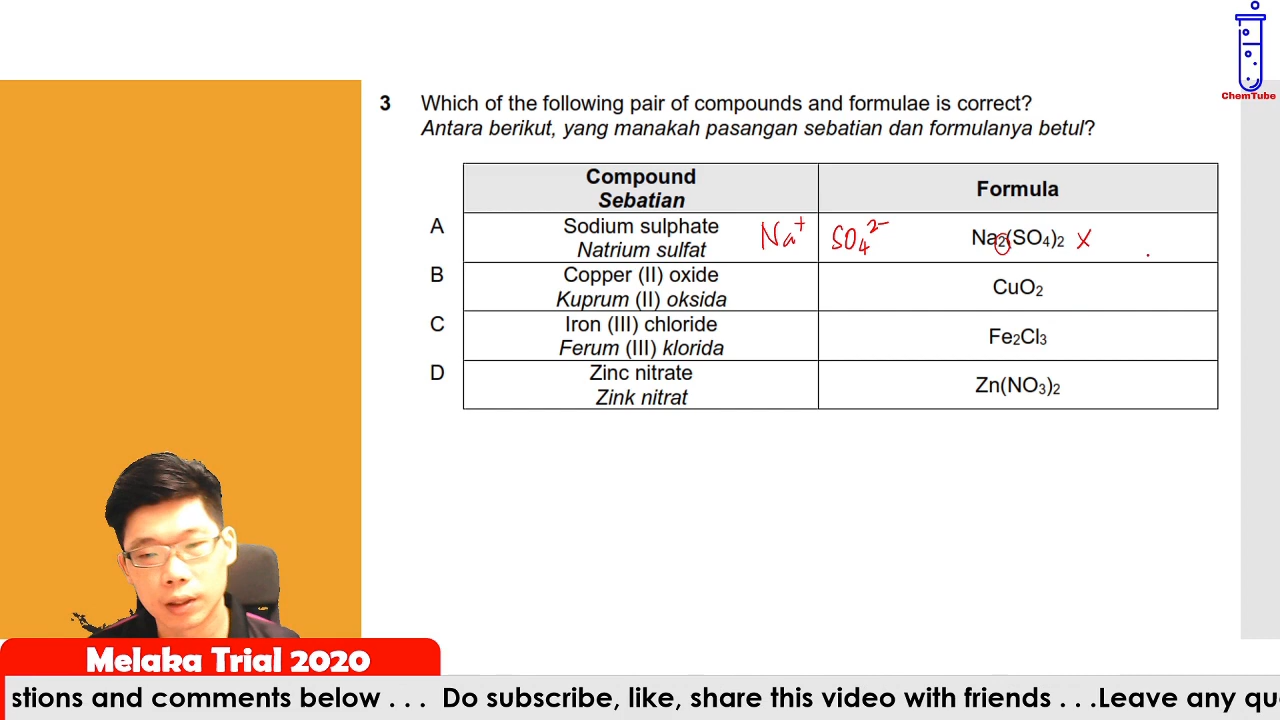 ChemTube
3 Which of the following pair of compounds and formulae is correct?
Antara berikut, yang manakah pasangan sebatian dan formulanya betul?
Compound Formula
Sebatian
A Sodium sulphate Na⁺ SO₄²⁻ Na₂(SO₄)₂ ×
Natrium sulfat
B Copper (II) oxide CuO₂
Kuprum (II) oksida
C Iron (III) chloride Fe₂Cl₃
Ferum (III) klorida
D Zinc nitrate Zn(NO₃)₂
Zink nitrat
Melaka Trial 2020
stions and comments below . . . Do subscribe, like, share this video with friends . . .Leave any qu